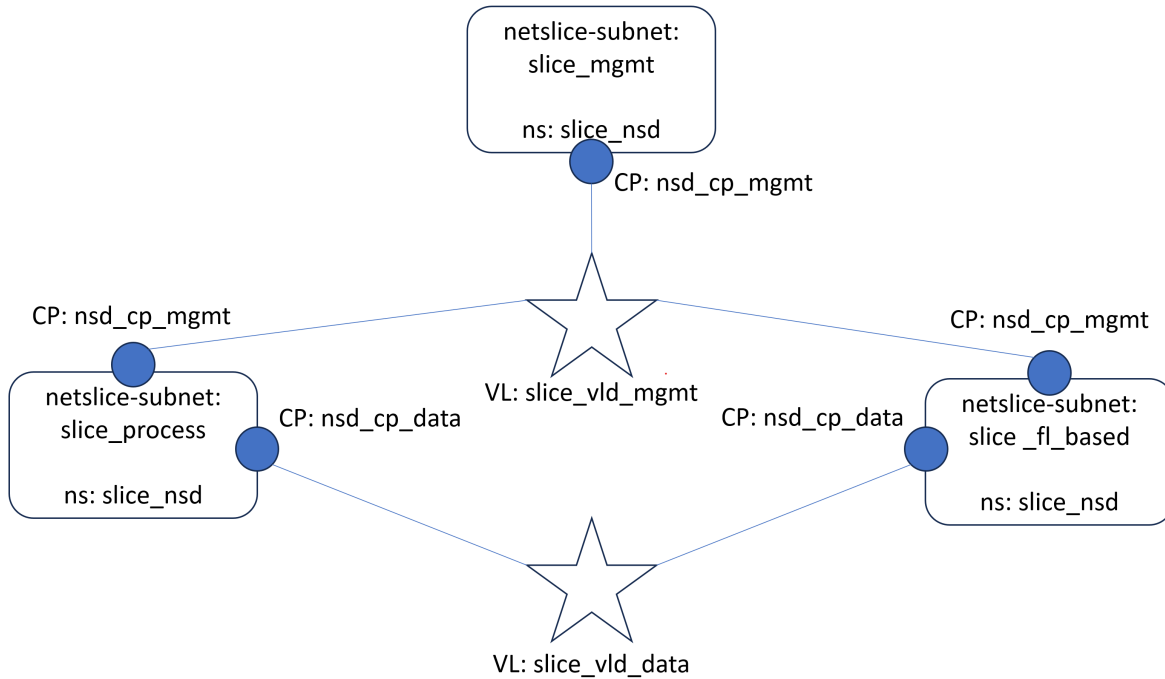 netslice-subnet:
slice_mgmt
ns: slice_nsd
CP: nsd_cp_mgmt
CP: nsd_cp_mgmt
CP: nsd_cp_mgmt
VL: slice_vld_mgmt
netslice-subnet:
slice_process
ns: slice_nsd
CP: nsd_cp_data
CP: nsd_cp_data
netslice-subnet:
slice _fl_based
ns: slice_nsd
VL: slice_vld_data